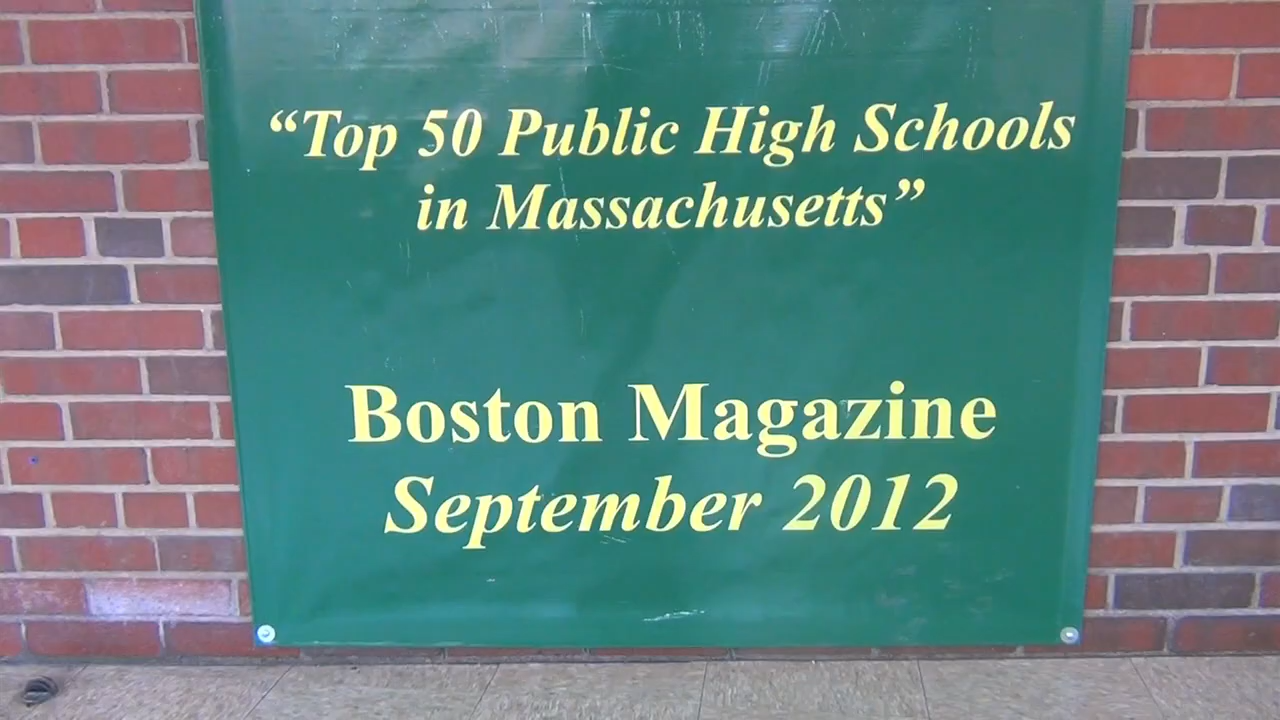 “Top 50 Public High Schools
in Massachusetts”
Boston Magazine
September 2012